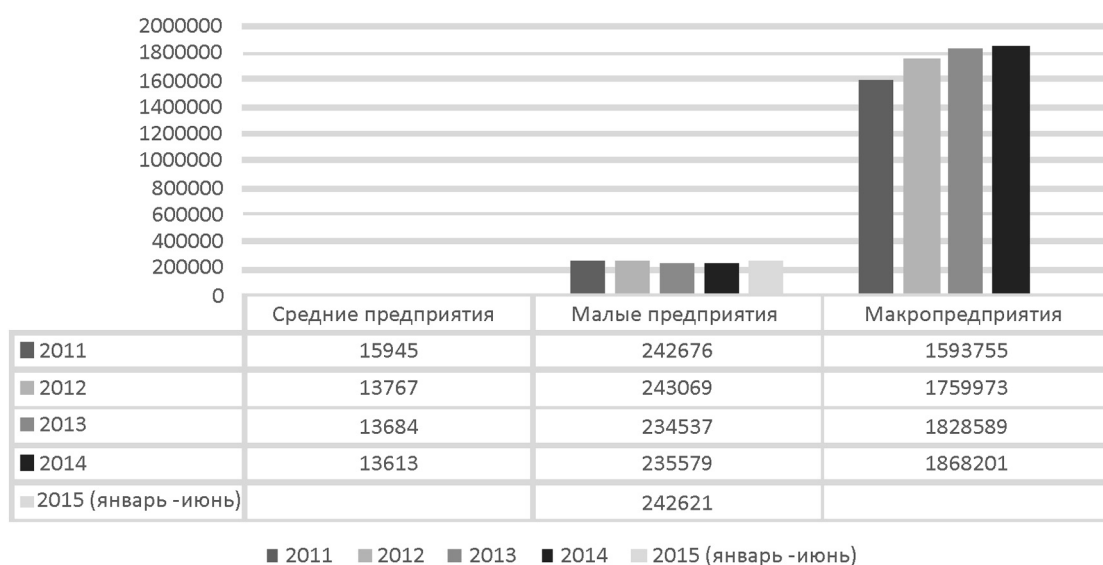 2000000
1800000
1600000
1400000
1200000
1000000
800000
600000
400000
200000
0
Средние предприятия Малые предприятия Макропредприятия
2011 15945 242676 1593755
2012 13767 243069 1759973
2013 13684 234537 1828589
2014 13613 235579 1868201
2015 (январь -июнь) 242621
2011 2012 2013 2014 2015 (январь -июнь)